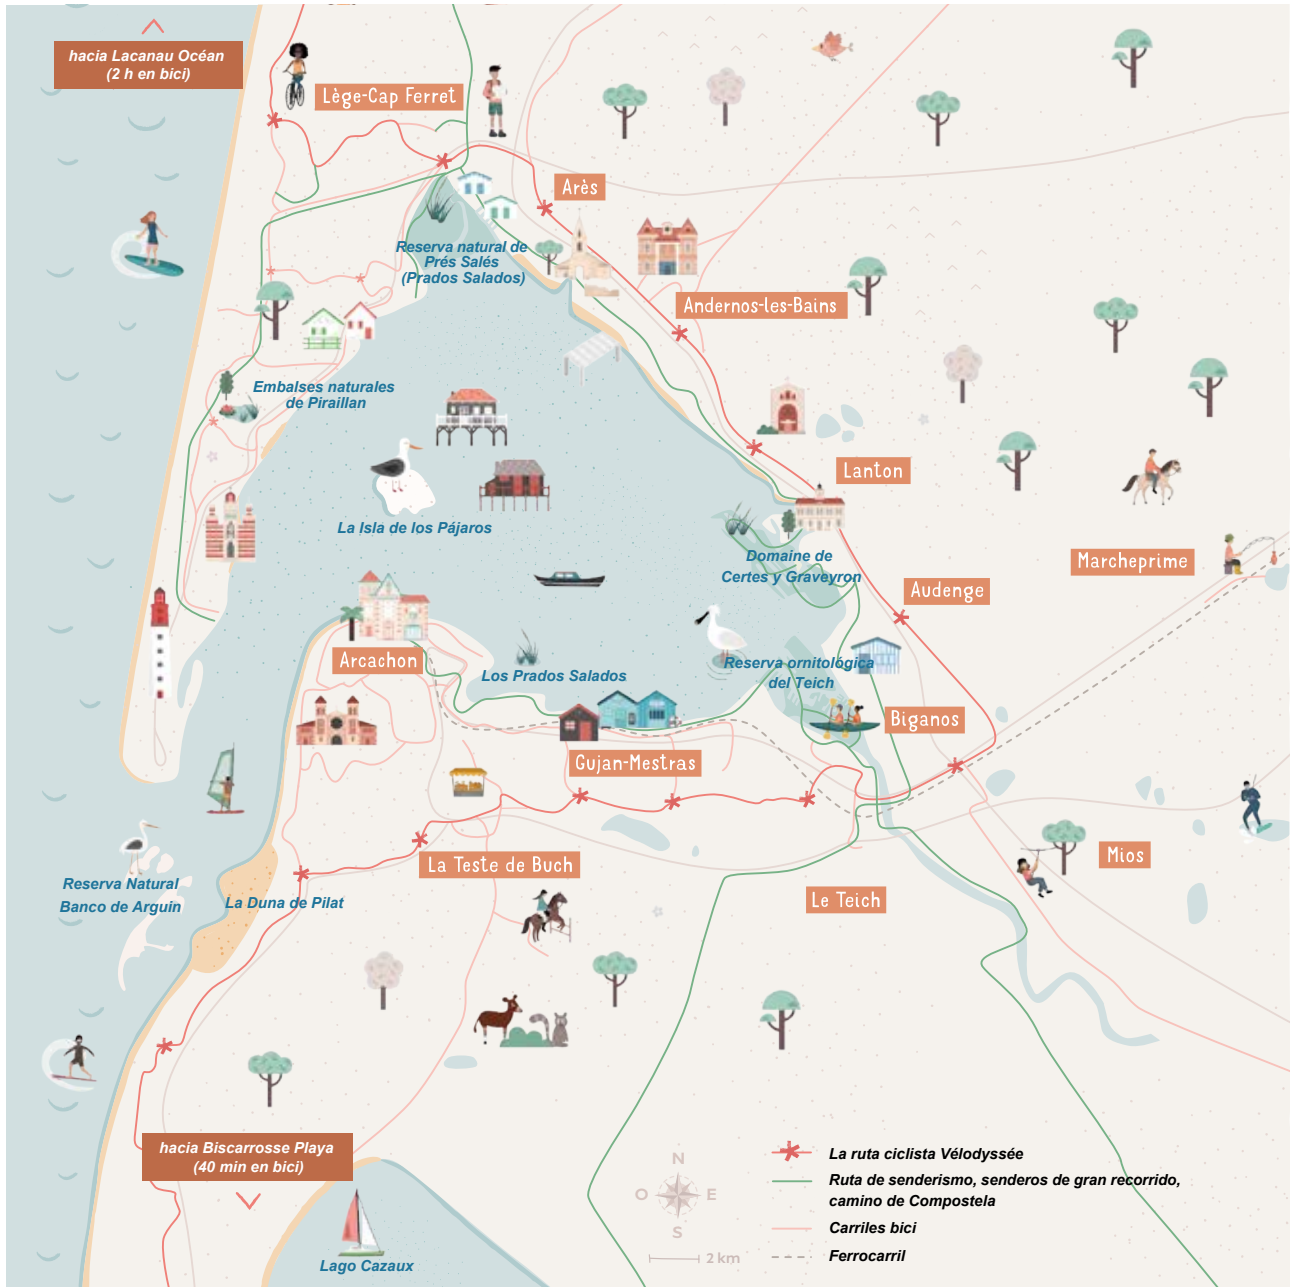 hacia Lacanau Océan
(2 h en bici)
Lège-Cap Ferret
Arès
Reserva natural de
Prés Salés
(Prados Salados)
Andernos-les-Bains
Embalses naturales
de Piraillan
Lanton
La Isla de los Pájaros
Domaine de
Certes y Graveyron
Marcheprime
Audenge
Arcachon
Los Prados Salados
Reserva ornitológica
del Teich
Biganos
Gujan-Mestras
La Teste de Buch
Mios
Reserva Natural
Banco de Arguin
La Duna de Pilat
Le Teich
hacia Biscarrosse Playa
(40 min en bici)
Lago Cazaux
N
O
E
S
2 km
La ruta ciclista Vélodyssée
Ruta de senderismo, senderos de gran recorrido,
camino de Compostela
Carriles bici
Ferrocarril